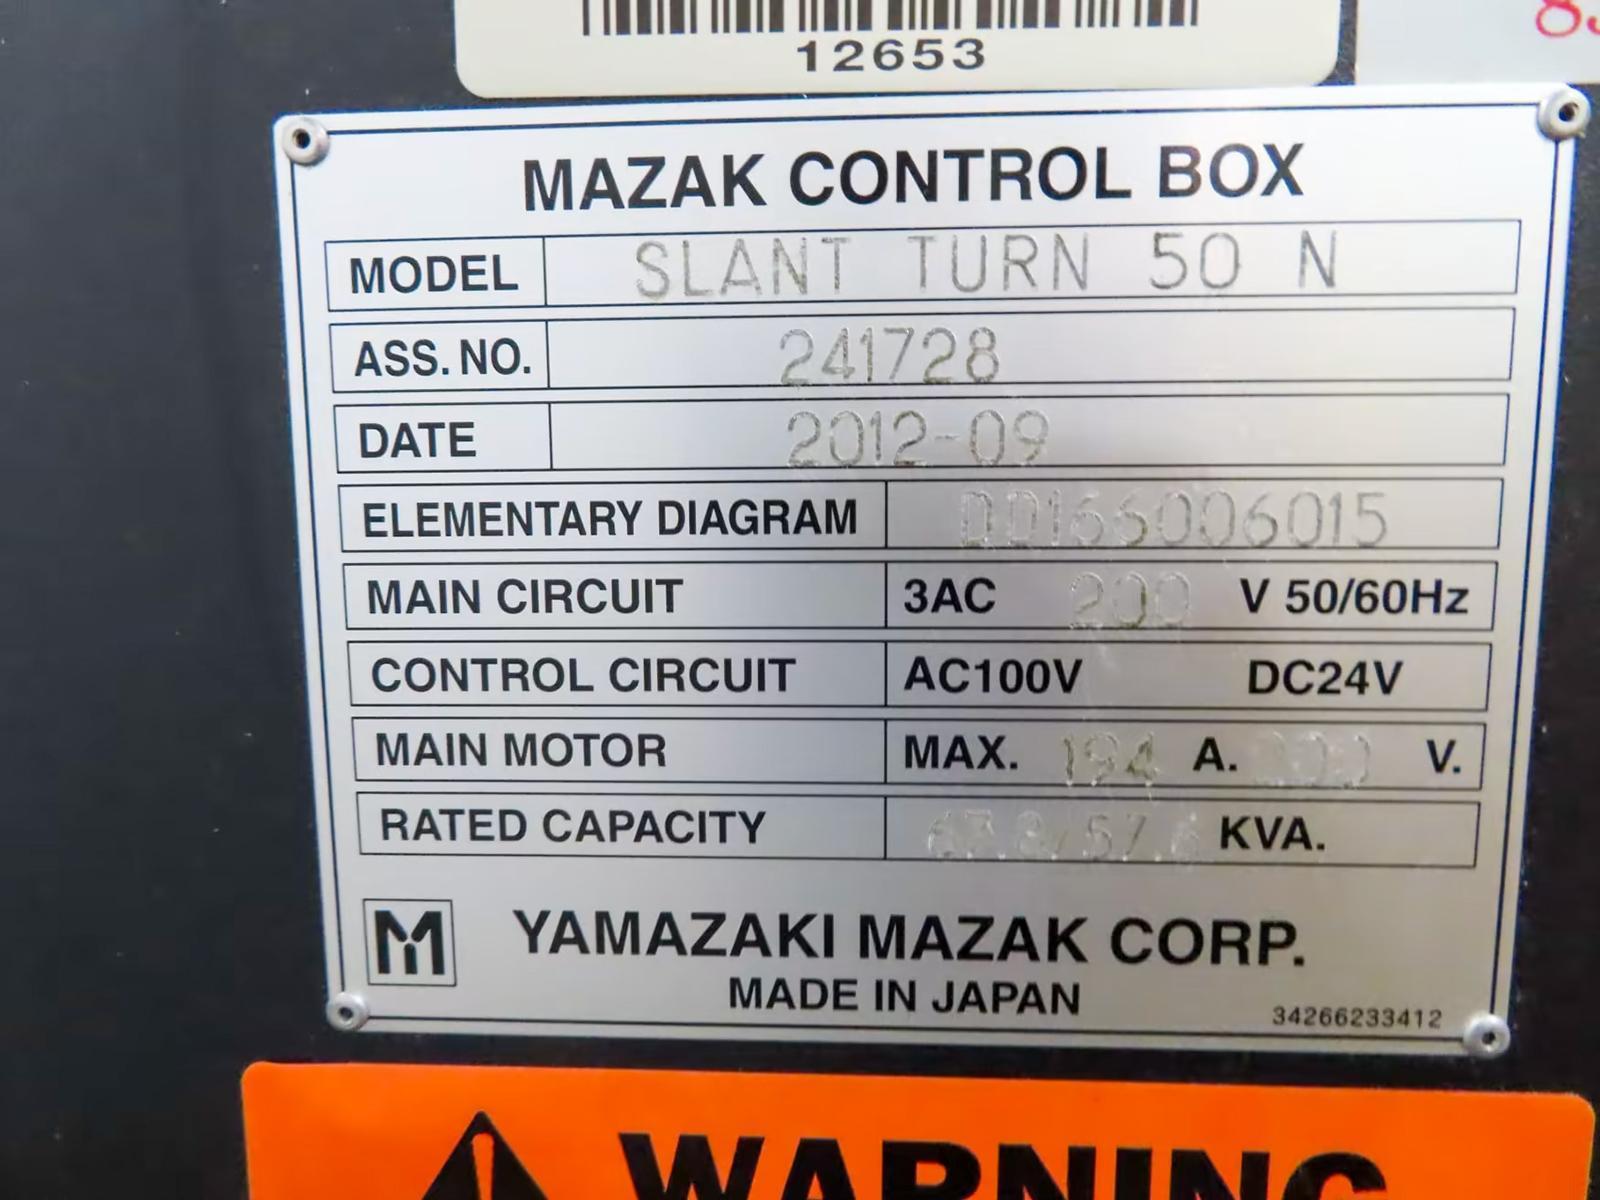 12653
MAZAK CONTROL BOX
MODEL SLANT TURN 50 N
ASS. NO. 241728
DATE 2012-09
ELEMENTARY DIAGRAM DD166006015
MAIN CIRCUIT 3AC 200 V 50/60Hz
CONTROL CIRCUIT AC100V DC24V
MAIN MOTOR MAX. 194 A. V.
RATED CAPACITY KVA.
YAMAZAKI MAZAK CORP.
MADE IN JAPAN
34266233412
WARNING